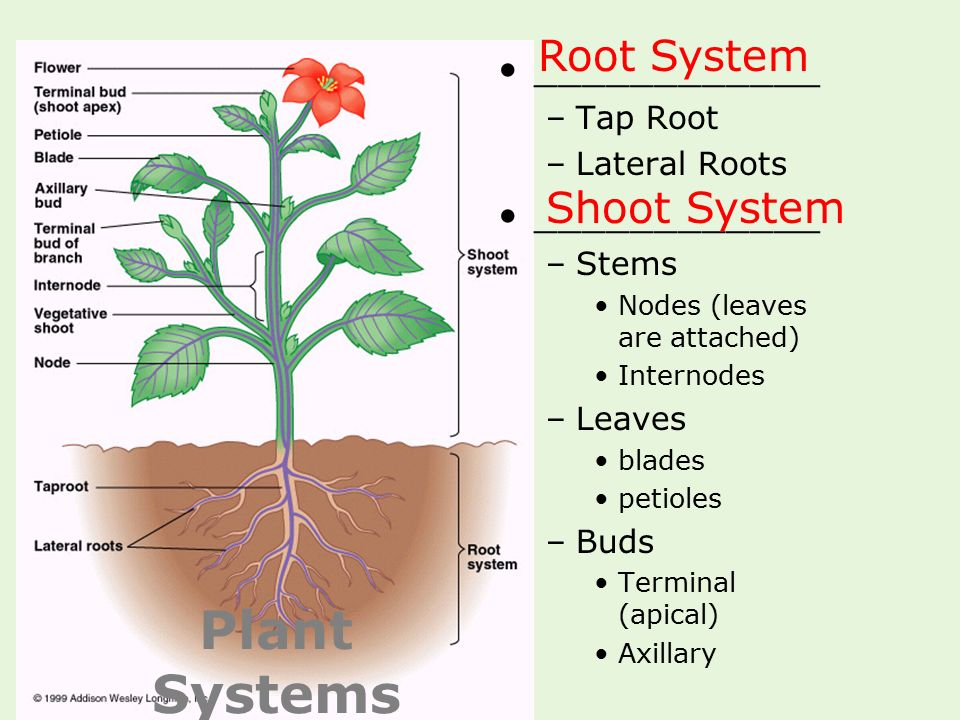 Flower
Terminal bud
(shoot apex)
Petiole
Blade
Axillary
bud
Terminal
bud of
branch
Internode
Vegetative
shoot
Node
Shoot
system
Taproot
Lateral roots
Root
system
Plant
Systems
© 1999 Addison Wesley Longman, Inc.
• Root System
– Tap Root
– Lateral Roots
• Shoot System
– Stems
• Nodes (leaves
are attached)
• Internodes
– Leaves
• blades
• petioles
– Buds
• Terminal
(apical)
• Axillary